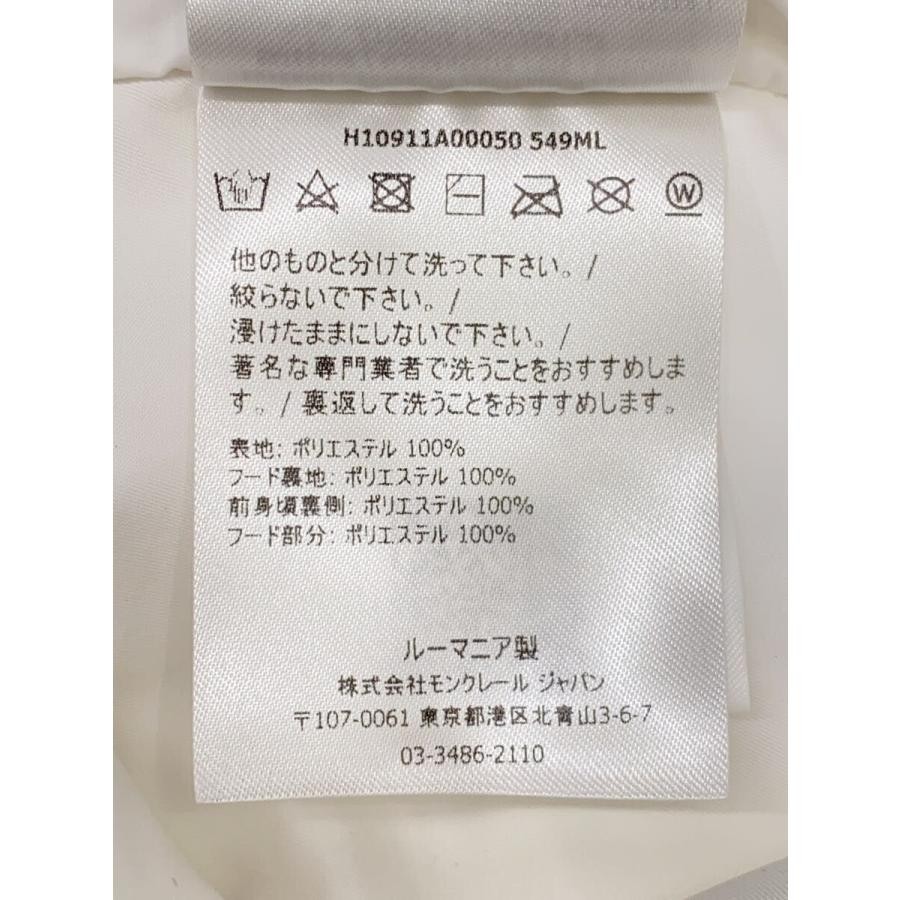 H10911A00050 549ML
W
他のものと分けて洗って下さい。/
絞らないで下さい。/
浸けたままにしないで下さい。/
著名な専門業者で洗うことをおすすめしま
す。/ 裏返して洗うことをおすすめします。
表地: ポリエステル 100%
フード裏地: ポリエステル 100%
前身頃裏側: ポリエステル 100%
フード部分: ポリエステル 100%
ルーマニア製
株式会社モンクレール ジャパン
〒107-0061 東京都港区北青山3-6-7
03-3486-2110